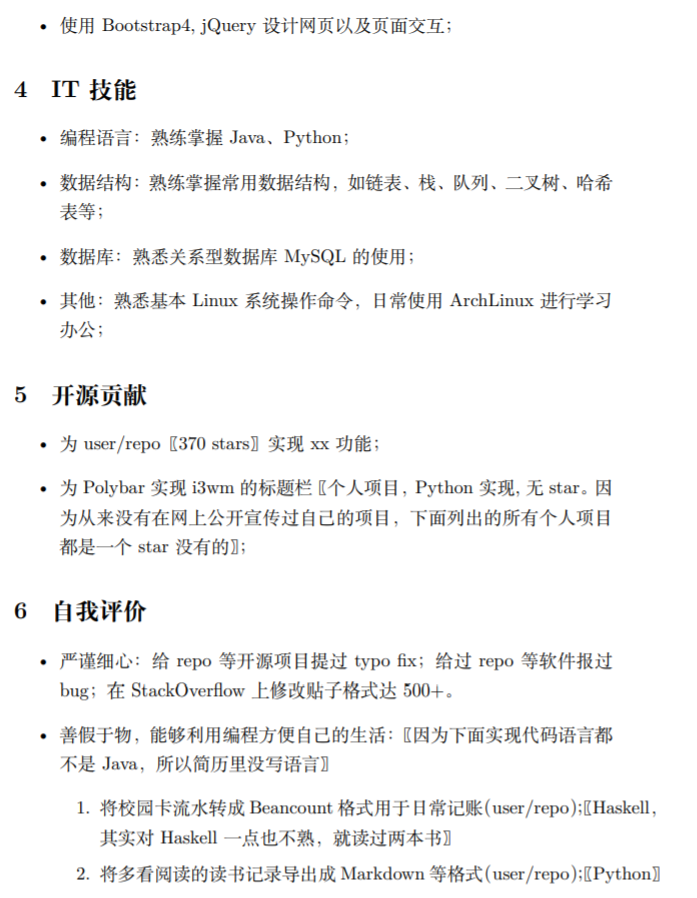 • 使用 Bootstrap4, jQuery 设计网页以及页面交互；
4 IT 技能
• 编程语言：熟练掌握 Java、Python；
• 数据结构：熟练掌握常用数据结构，如链表、栈、队列、二叉树、哈希
表等；
• 数据库：熟悉关系型数据库 MySQL 的使用；
• 其他：熟悉基本 Linux 系统操作命令，日常使用 ArchLinux 进行学习
办公；
5 开源贡献
• 为 user/repo〖370 stars〗实现 xx 功能；
• 为 Polybar 实现 i3wm 的标题栏〖个人项目，Python 实现, 无 star。因
为从来没有在网上公开宣传过自己的项目，下面列出的所有个人项目
都是一个 star 没有的〗；
6 自我评价
• 严谨细心：给 repo 等开源项目提过 typo fix；给过 repo 等软件报过
bug；在 StackOverflow 上修改贴子格式达 500+。
• 善假于物，能够利用编程方便自己的生活：〖因为下面实现代码语言都
不是 Java，所以简历里没写语言〗
1. 将校园卡流水转成 Beancount 格式用于日常记账(user/repo);〖Haskell，
其实对 Haskell 一点也不熟，就读过两本书〗
2. 将多看阅读的读书记录导出成 Markdown 等格式(user/repo);〖Python〗